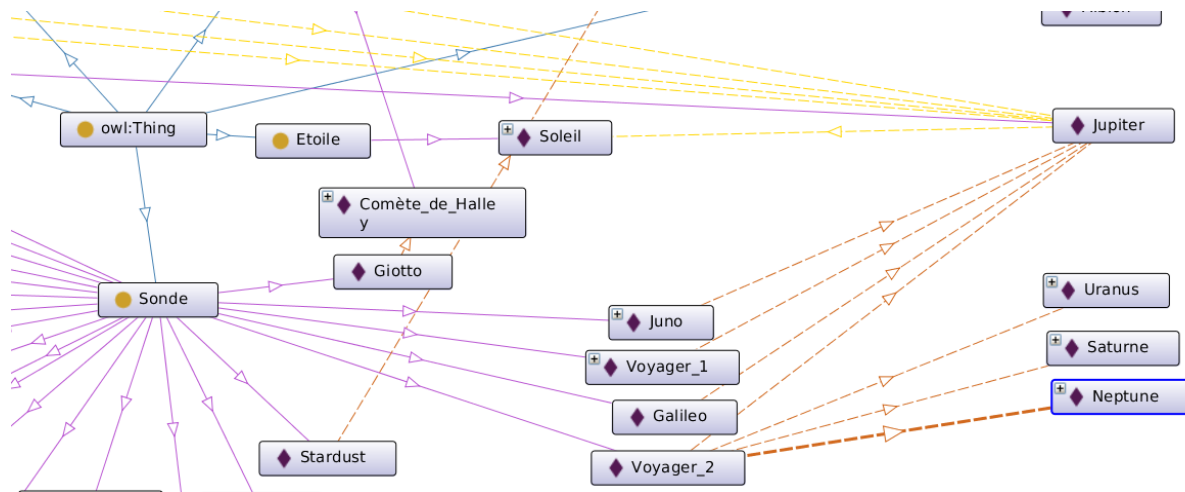 owl:Thing
Etoile
Soleil
Jupiter
Comète_de_Halle
y
Giotto
Sonde
Uranus
Juno
Saturne
Voyager_1
Neptune
Galileo
Stardust
Voyager_2